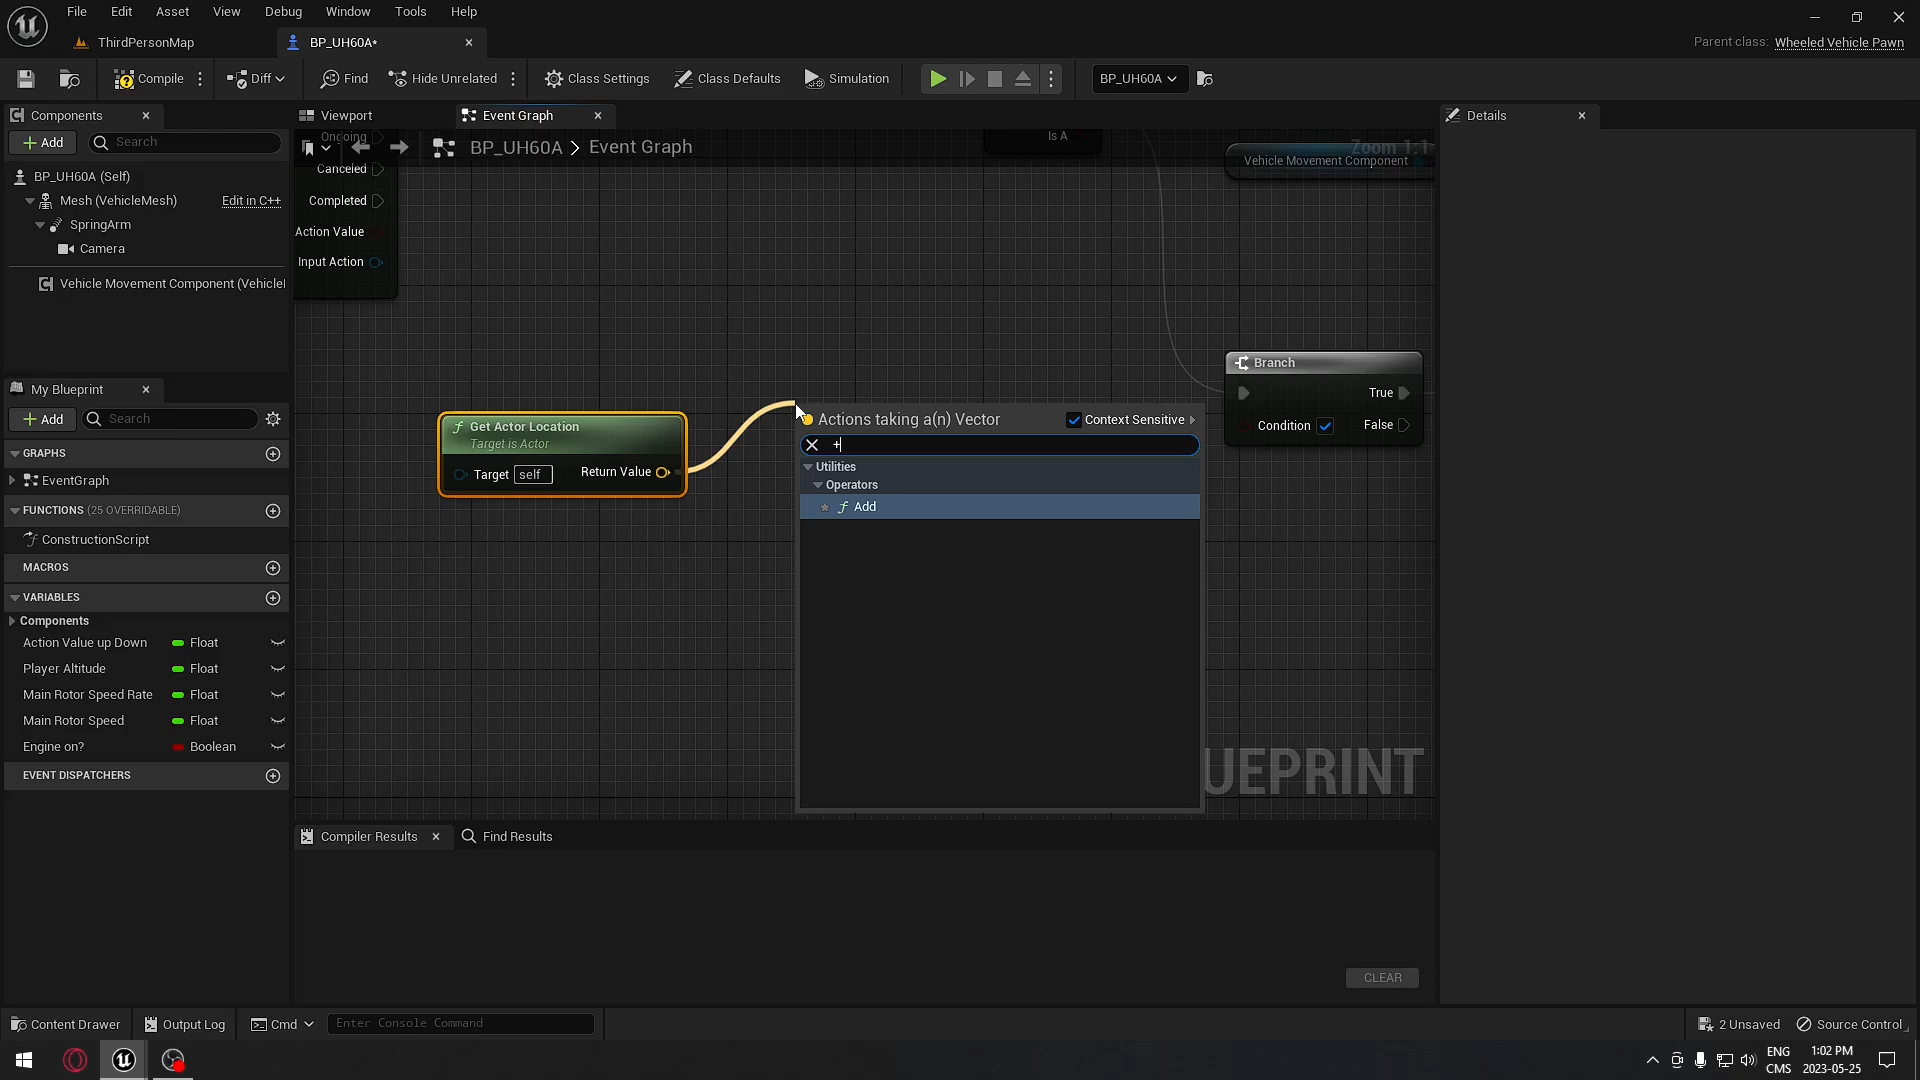 File Edit Asset View Debug Window Tools Help
ThirdPersonMap
BP_UH60A*
Parent class: Wheeled Vehicle Pawn
Compile
Diff
Find
Hide Unrelated
Class Settings
Class Defaults
Simulation
BP_UH60A
Components
Add
Search
BP_UH60A (Self)
Mesh (VehicleMesh) Edit in C++
SpringArm
Camera
Vehicle Movement Component (Vehicle
My Blueprint
Add
Search
GRAPHS
EventGraph
FUNCTIONS (25 OVERRIDABLE)
ConstructionScript
MACROS
VARIABLES
Components
Action Value up Down Float
Player Altitude Float
Main Rotor Speed Rate Float
Main Rotor Speed Float
Engine on? Boolean
EVENT DISPATCHERS
Viewport
Event Graph
Ongoing
BP_UH60A > Event Graph
Zoom 1:1
Canceled
Completed
Action Value
Input Action
Is A
Vehicle Movement Component
Get Actor Location
Target is Actor
Target self Return Value
Actions taking a(n) Vector Context Sensitive
+
Utilities
Operators
Add
Branch
True
Condition False
UEPRINT
Compiler Results
Find Results
CLEAR
Details
Content Drawer
Output Log
Cmd
Enter Console Command
2 Unsaved
Source Control
ENG
CMS
1:02 PM
2023-05-25